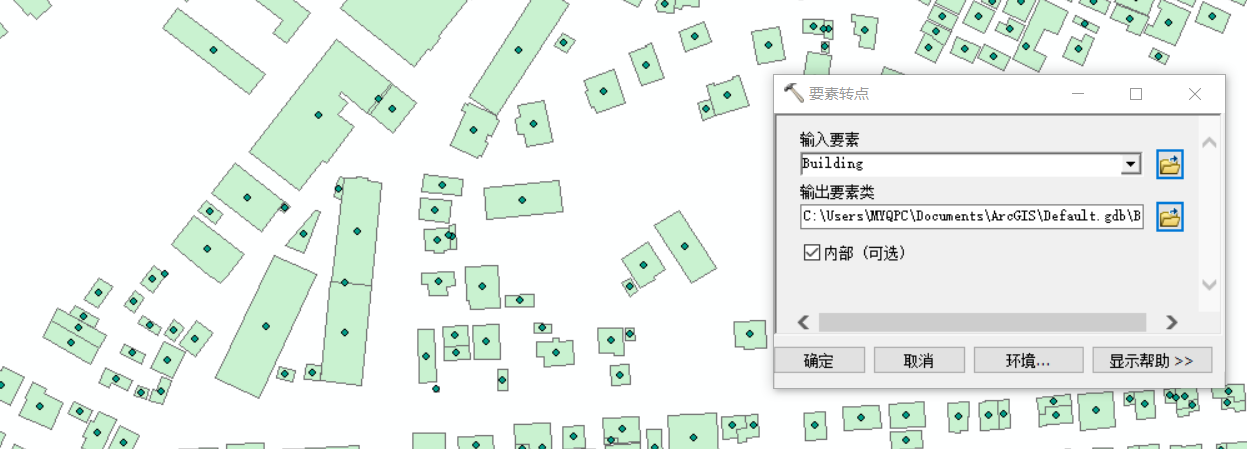 要素转点
输入要素
Building
输出要素类
C:\Users\MYQPC\Documents\ArcGIS\Default.gdb\B
内部（可选）
确定
取消
环境...
显示帮助 >>